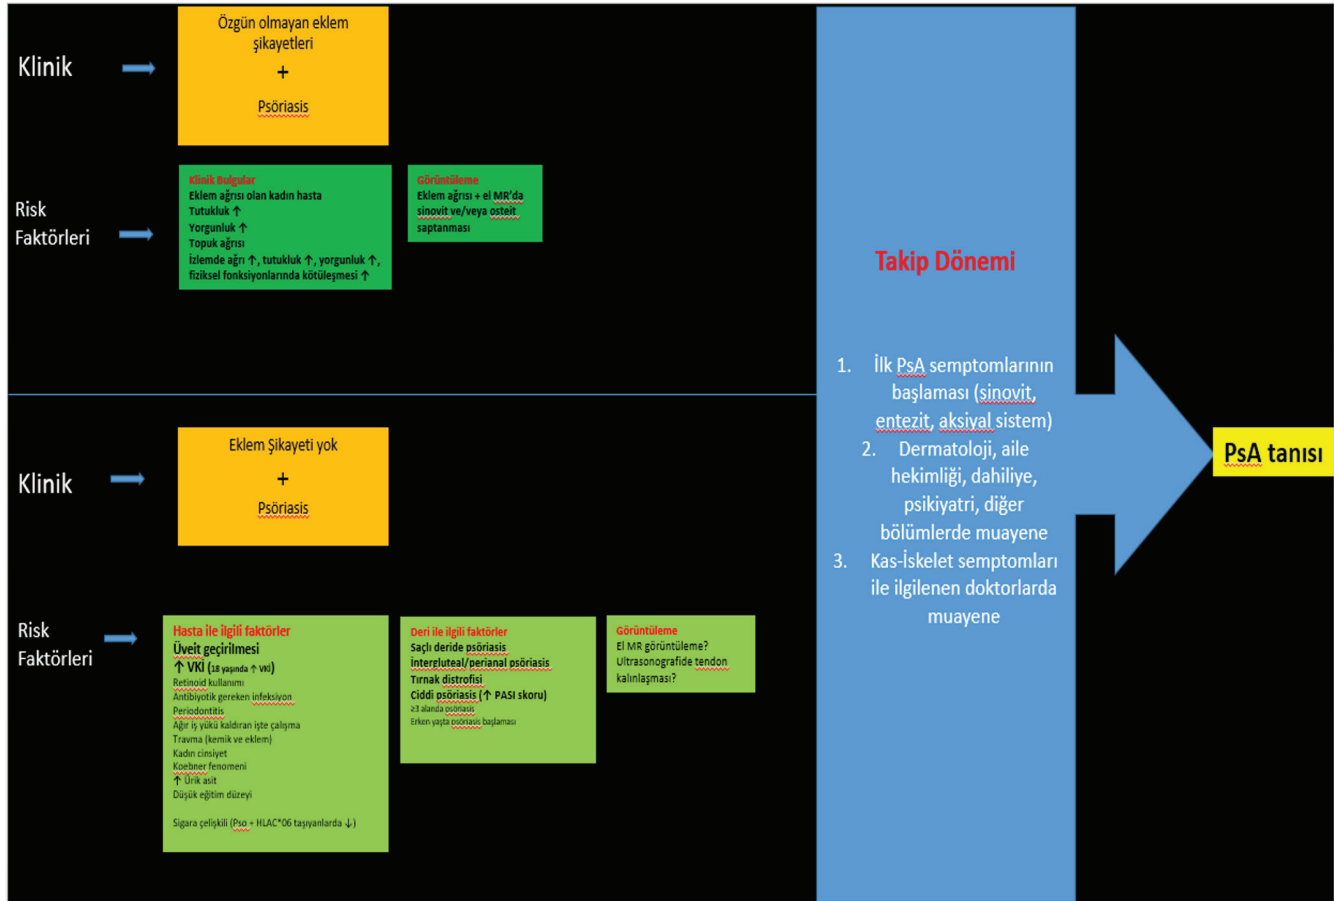 Klinik
Özgün olmayan eklem
şikayetleri
+
Psöriasis
Risk
Faktörleri
Klinik Bulgular
Eklem ağrısı olan kadın hasta
Tutukluk ↑
Yorgunluk ↑
Topuk ağrısı
İzlemde ağrı ↑, tutukluk ↑, yorgunluk ↑,
fiziksel fonksiyonlarında kötüleşmesi ↑
Görüntüleme
Eklem ağrısı + el MR'da
sinovit ve/veya osteit
saptanması
Klinik
Eklem Şikayeti yok
+
Psöriasis
Risk
Faktörleri
Hasta ile ilgili faktörler
Üveit geçirilmesi
↑ VKİ (18 yaşında ↑ VKİ)
Retinoid kullanımı
Antibiyotik gereken infeksiyon
Periodontitis
Ağır iş yükü kaldıran işte çalışma
Travma (kemik ve eklem)
Kadın cinsiyet
Koebner fenomeni
↑ Ürik asit
Düşük eğitim düzeyi
Sigara çelişkili (Pso + HLAC*06 taşıyanlarda ↓)
Deri ile ilgili faktörler
Saçlı deride psöriasis
İntergluteal/perianal psöriasis
Tırnak distrofisi
Ciddi psöriasis (↑ PASI skoru)
≥3 alanda psöriasis
Erken yaşta psöriasis başlaması
Görüntüleme
El MR görüntüleme?
Ultrasonografide tendon
kalınlaşması?
Takip Dönemi
1. İlk PsA semptomlarının
başlaması (sinovit,
entezit, aksiyal sistem)
2. Dermatoloji, aile
hekimliği, dahiliye,
psikiyatri, diğer
bölümlerde muayene
3. Kas-İskelet semptomları
ile ilgilenen doktorlarda
muayene
PsA tanısı